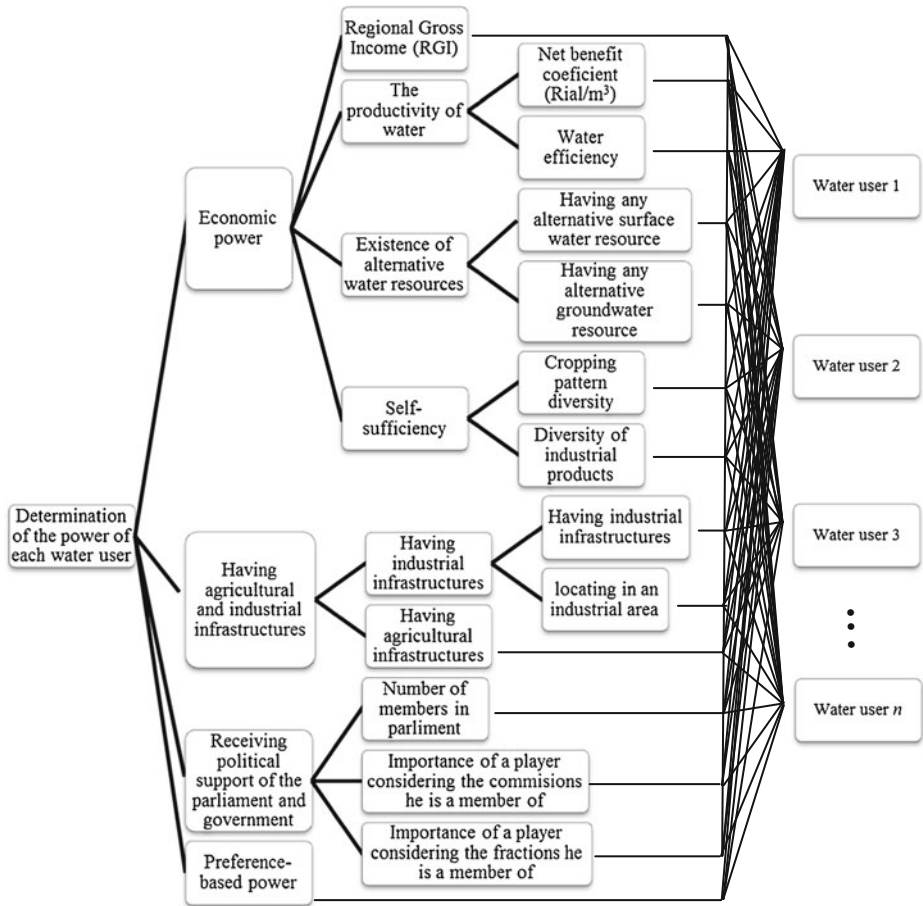 Regional Gross
Income (RGI)
The
productivity of
water
Net benefit
coeficient
(Rial/m³)
Water
efficiency
Economic
power
Existence of
alternative
water resources
Having any
alternative surface
water resource
Having any
alternative
groundwater
resource
Self-
sufficiency
Cropping
pattern
diversity
Diversity of
industrial
products
Determination
of the power of
each water user
Having
agricultural
and industrial
infrastructures
Having
industrial
infrastructures
Having industrial
infrastructures
locating in an
industrial area
Having
agricultural
infrastructures
Receiving
political
support of the
parliament and
government
Number of
members in
parliment
Importance of a player
considering the commisions
he is a member of
Importance of a player
considering the fractions he
is a member of
Preference-
based power
Water user 1
Water user 2
Water user 3
Water user n